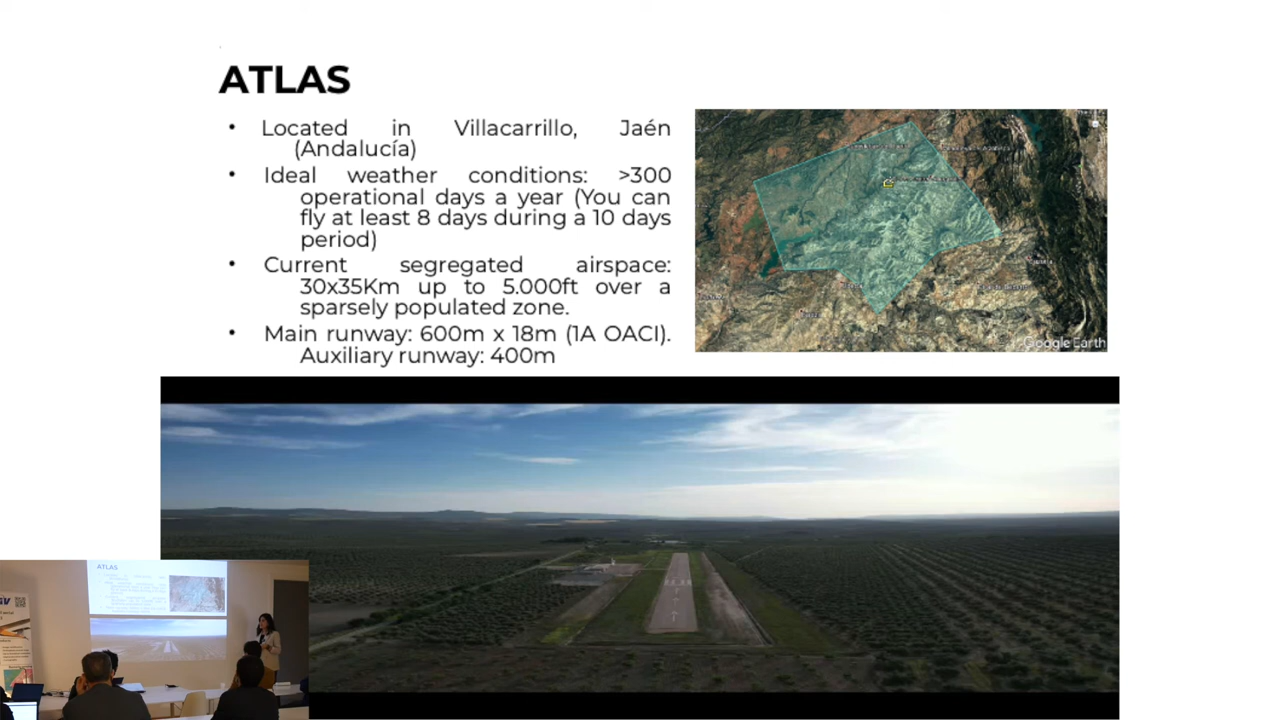 ATLAS
• Located in Villacarrillo, Jaén
(Andalucía)
• Ideal weather conditions: >300
operational days a year (You can
fly at least 8 days during a 10 days
period)
• Current segregated airspace:
30x35Km up to 5.000ft over a
sparsely populated zone.
• Main runway: 600m x 18m (1A OACI).
Auxiliary runway: 400m
Google Earth
ATLAS